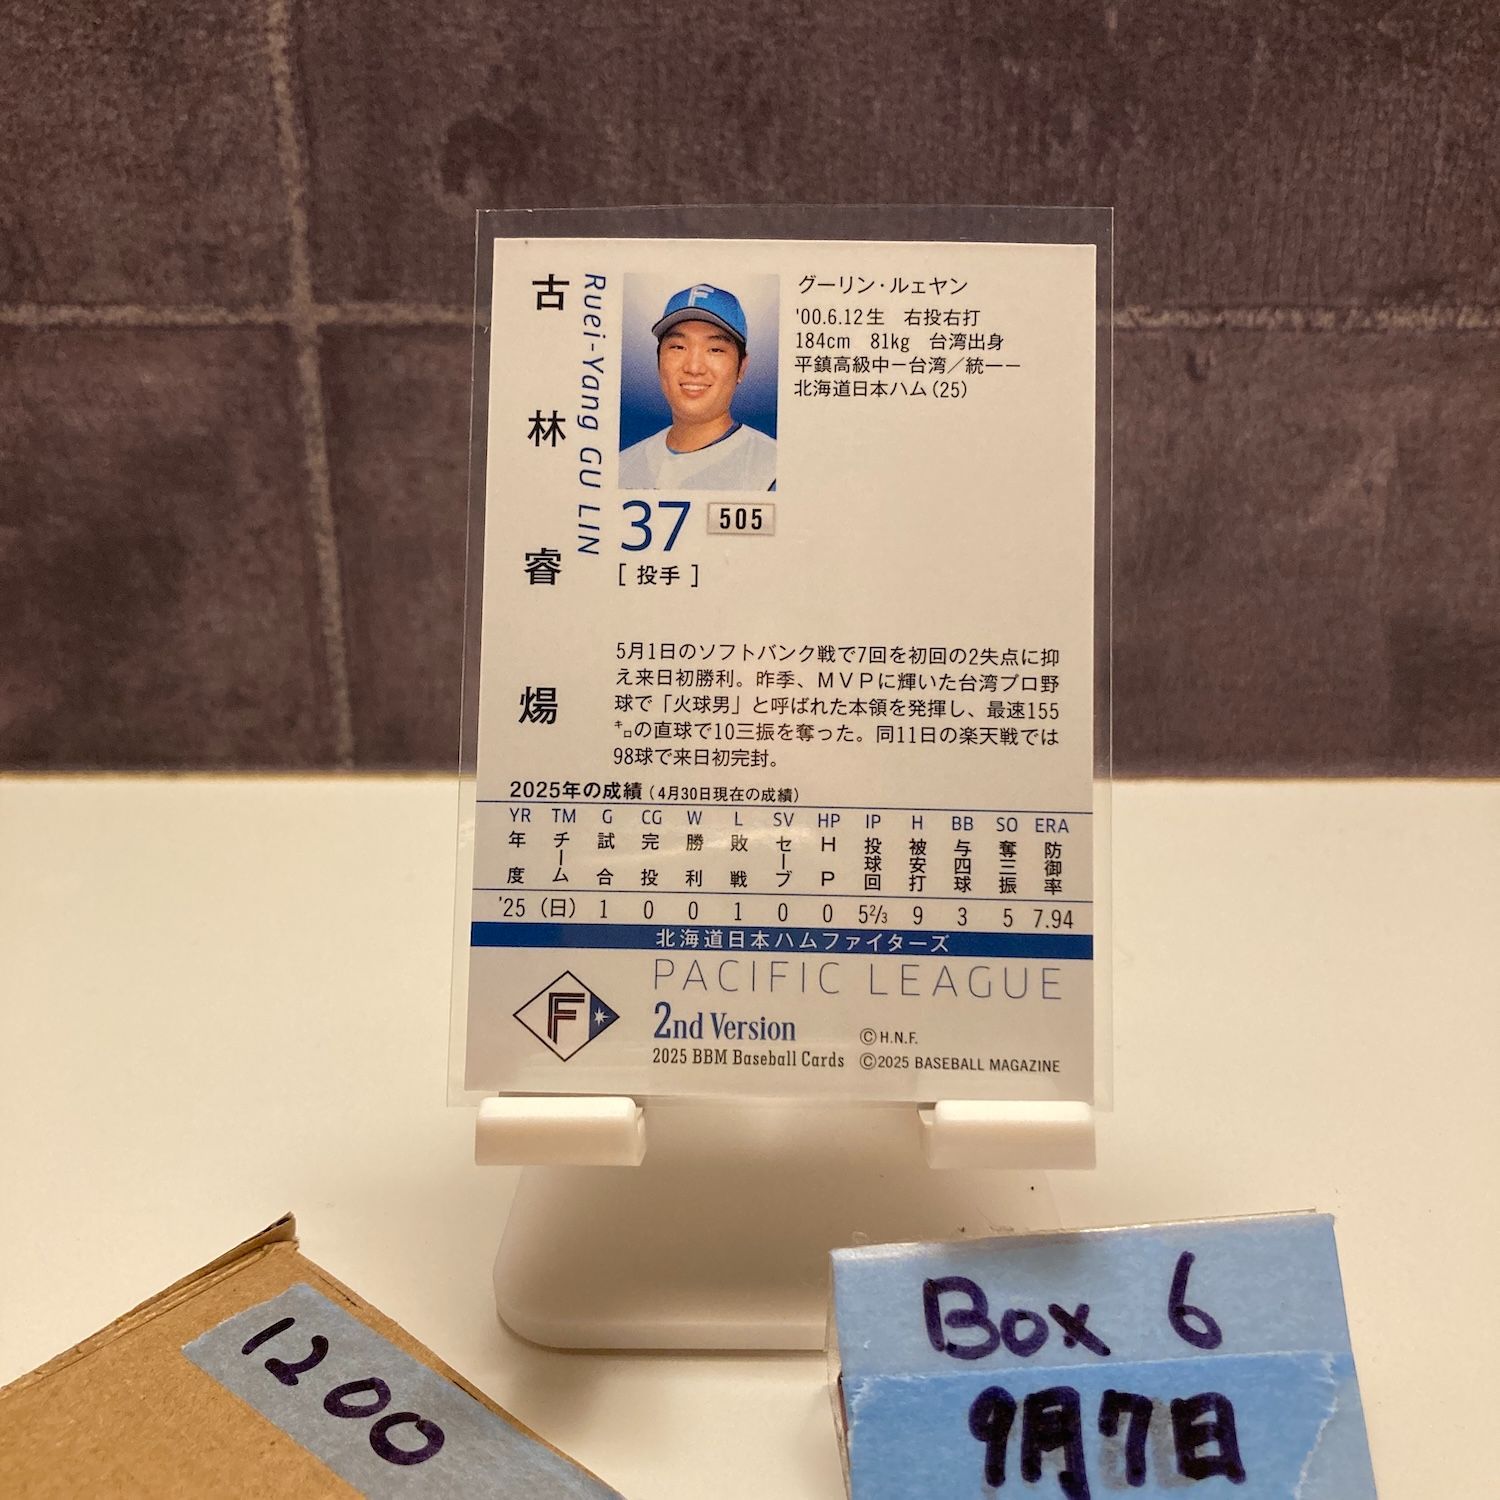 古林睿煬
Ruei-Yang GU LIN
グーリン・ルェヤン
'00.6.12生 右投右打
184cm 81kg 台湾出身
平鎮高級中ー台湾／統一ー
北海道日本ハム(25)
F
37 505
[ 投手 ]
5月1日のソフトバンク戦で7回を初回の2失点に抑
え来日初勝利。昨季、MVPに輝いた台湾プロ野
球で「火球男」と呼ばれた本領を発揮し、最速155
㌔の直球で10三振を奪った。同11日の楽天戦では
98球で来日初完封。
2025年の成績 (4月30日現在の成績)
YR TM G CG W L SV HP IP H BB SO ERA
年度 チーム 試合 完投 勝利 敗戦 セーブ HP 投球回 被安打 与四球 奪三振 防御率
'25 (日) 1 0 0 1 0 0 5 2/3 9 3 5 7.94
北海道日本ハムファイターズ
PACIFIC LEAGUE
F
2nd Version
©H.N.F.
2025 BBM Baseball Cards ©2025 BASEBALL MAGAZINE
1200
Box 6
9月7日